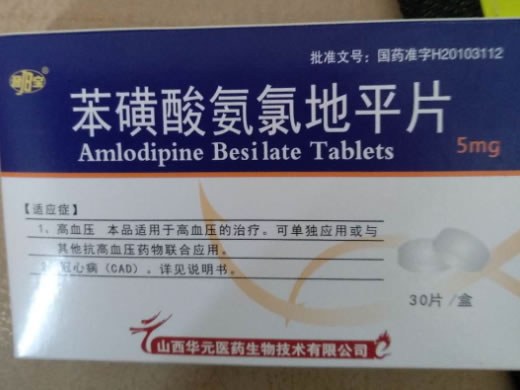 批准文号：国药准字H20103112
苯磺酸氨氯地平片
Amlodipine Besilate Tablets
5mg
【适应症】
1、高血压 本品适用于高血压的治疗。可单独应用或与
其他抗高血压药物联合应用。
冠心病（CAD）。详见说明书。
30片/盒
山西华元医药生物技术有限公司